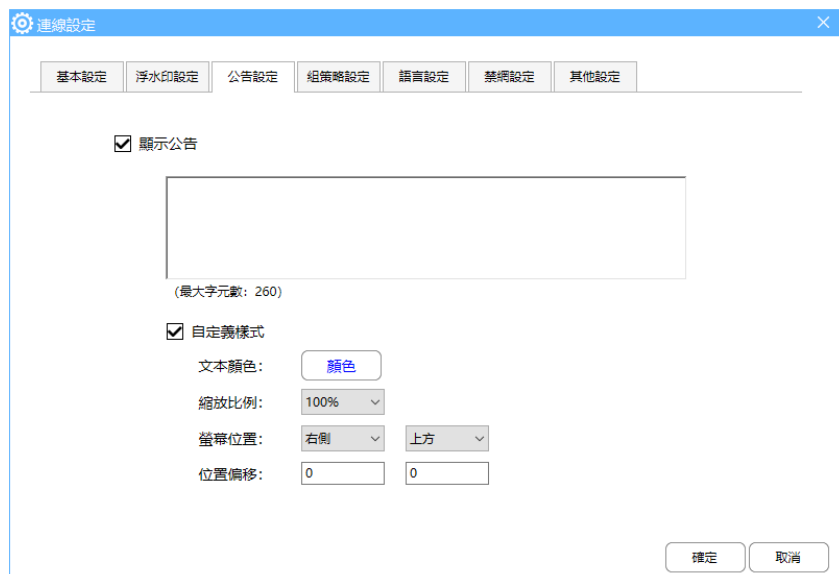 連線設定
基本設定 浮水印設定 公告設定 組策略設定 語言設定 禁網設定 其他設定
顯示公告
(最大字元數: 260)
自定義樣式
文本顏色: 顏色
縮放比例: 100%
螢幕位置: 右側 上方
位置偏移: 0 0
確定 取消